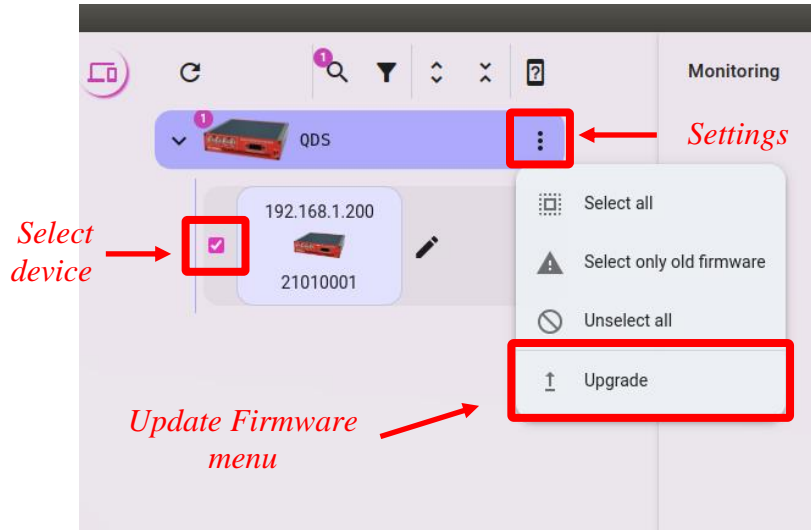 1
Monitoring
1
QDS
Settings
Select all
192.168.1.200
Select
device
Select only old firmware
21010001
Unselect all
Upgrade
Update Firmware
menu